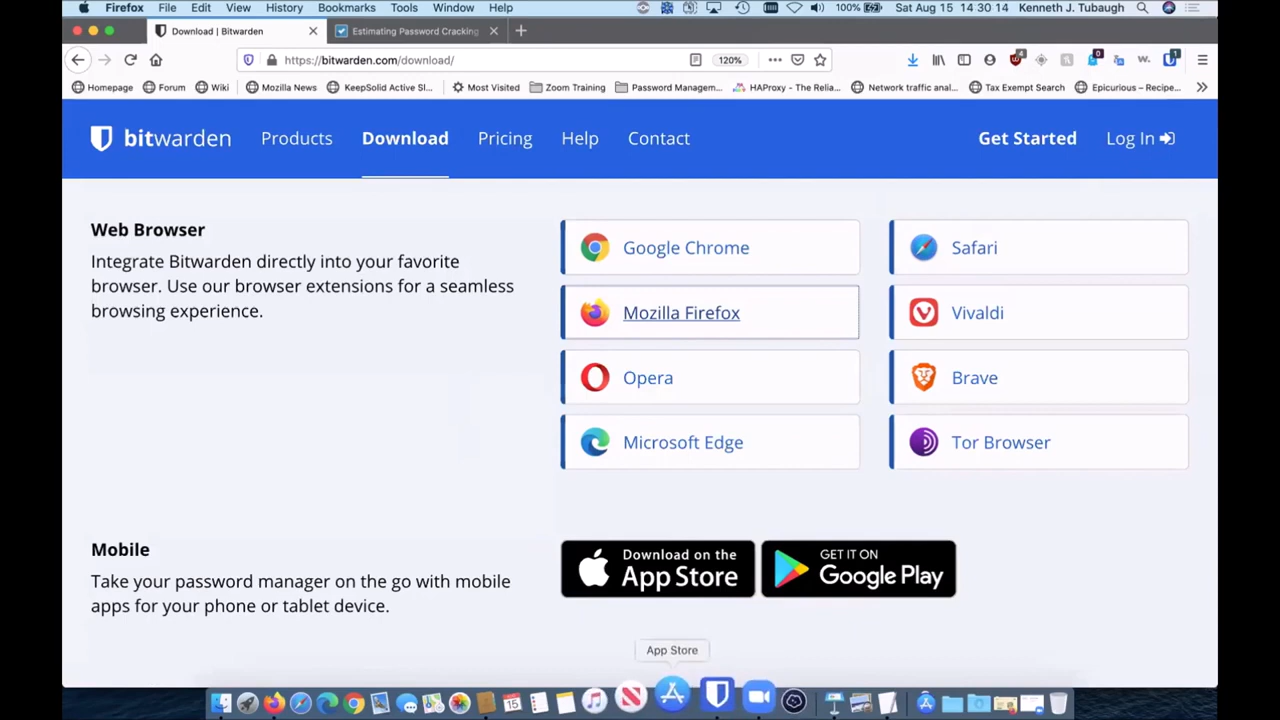 Firefox File Edit View History Bookmarks Tools Window Help 100% Sat Aug 15 14:30:14 Kenneth J. Tubaugh
Download | Bitwarden Estimating Password Cracking
https://bitwarden.com/download/ 120% 4 0 1
Homepage Forum Wiki Mozilla News KeepSolid Active Sl... Most Visited Zoom Training Password Managem... HAProxy - The Relia... Network traffic anal... Tax Exempt Search Epicurious – Recipe...
bitwarden Products Download Pricing Help Contact Get Started Log In
Web Browser
Integrate Bitwarden directly into your favorite
browser. Use our browser extensions for a seamless
browsing experience.
Google Chrome Safari
Mozilla Firefox Vivaldi
Opera Brave
Microsoft Edge Tor Browser
Mobile
Take your password manager on the go with mobile
apps for your phone or tablet device.
Download on the
App Store
GET IT ON
Google Play
App Store
15